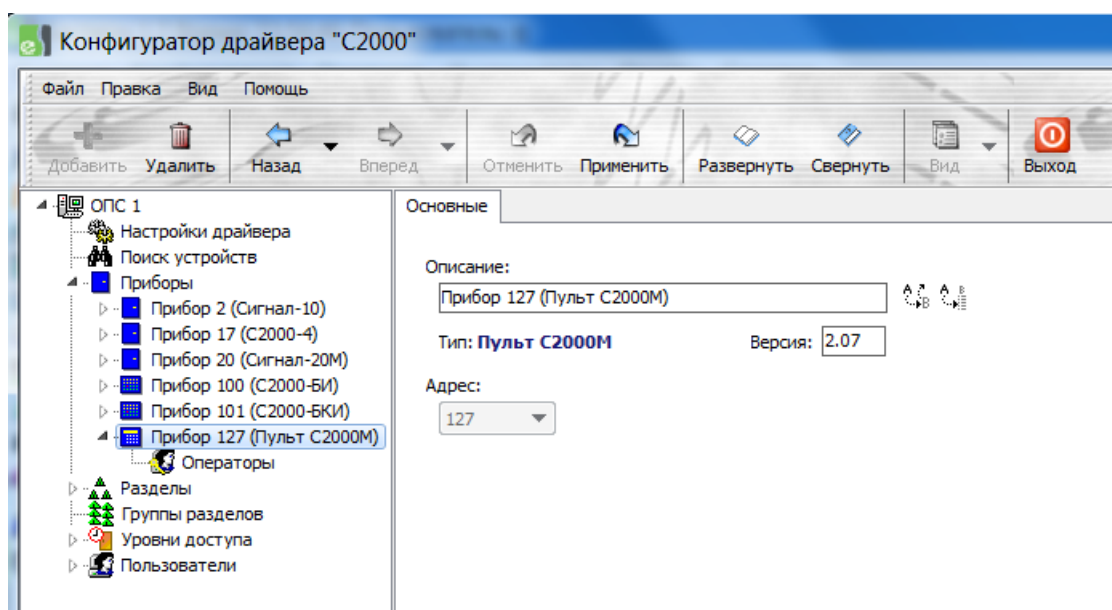 Конфигуратор драйвера "С2000"
Файл Правка Вид Помощь
Добавить Удалить Назад Вперед Отменить Применить Развернуть Свернуть Вид Выход
ОПС 1
Настройки драйвера
Поиск устройств
Приборы
Прибор 2 (Сигнал-10)
Прибор 17 (С2000-4)
Прибор 20 (Сигнал-20М)
Прибор 100 (С2000-БИ)
Прибор 101 (С2000-БКИ)
Прибор 127 (Пульт С2000М)
Операторы
Разделы
Группы разделов
Уровни доступа
Пользователи
Основные
Описание:
Прибор 127 (Пульт С2000М)
Тип: Пульт С2000М Версия: 2.07
Адрес:
127